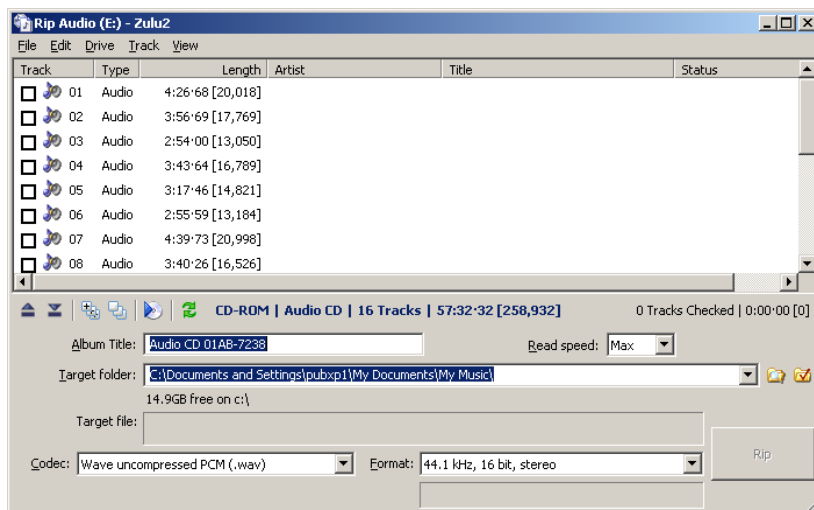 Rip Audio (E:) - Zulu2
File Edit Drive Track View
Track Type Length Artist Title Status
01 Audio 4:26·68 [20,018]
02 Audio 3:56·69 [17,769]
03 Audio 2:54·00 [13,050]
04 Audio 3:43·64 [16,789]
05 Audio 3:17·46 [14,821]
06 Audio 2:55·59 [13,184]
07 Audio 4:39·73 [20,998]
08 Audio 3:40·26 [16,526]
CD-ROM | Audio CD | 16 Tracks | 57:32·32 [258,932] 0 Tracks Checked | 0:00·00 [0]
Album Title: Audio CD 01AB-7238 Read speed: Max
Target folder: C:\Documents and Settings\pubxp1\My Documents\My Music\
14.9GB free on c:\
Target file:
Codec: Wave uncompressed PCM (.wav) Format: 44.1 kHz, 16 bit, stereo Rip